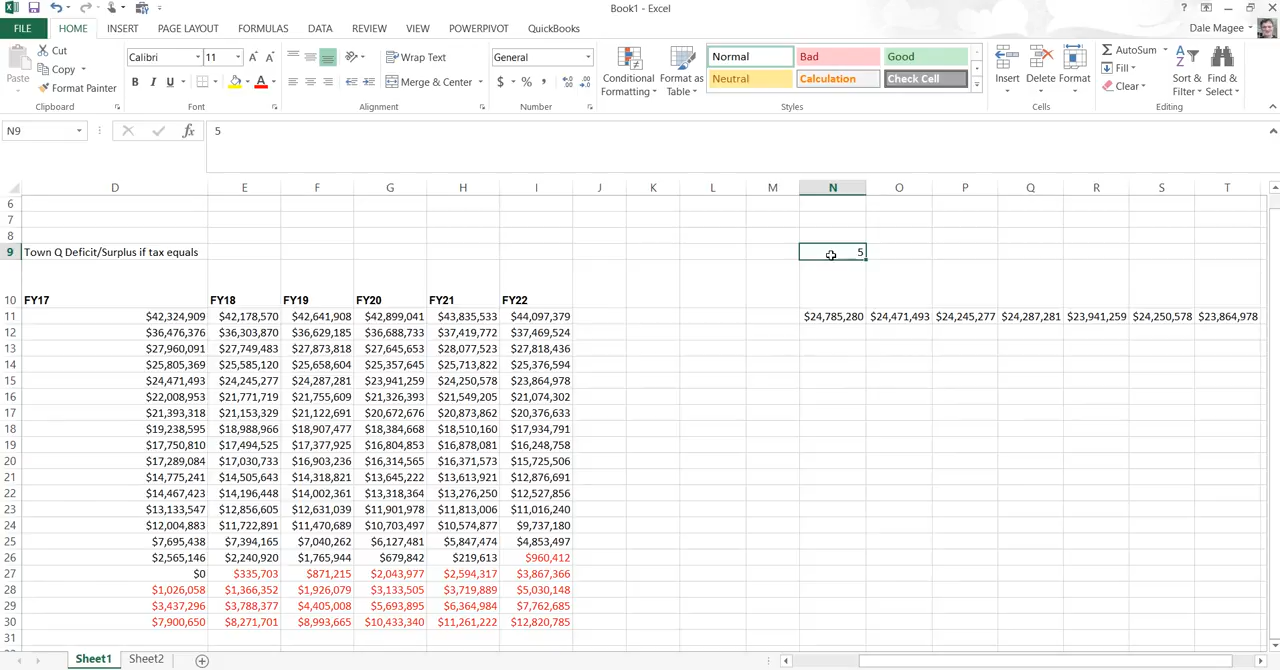 Book1 - Excel
? 
FILE HOME INSERT PAGE LAYOUT FORMULAS DATA REVIEW VIEW POWERPIVOT QuickBooks Dale Magee
Paste Cut Calibri 11 A A Wrap Text General Conditional Formatting Format as Table Normal Bad Good Insert Delete Format AutoSum Sort & Filter Find & Select
Copy B I U A Merge & Center $ % , Neutral Calculation Check Cell Fill
Format Painter Clear
Clipboard Font Alignment Number Styles Cells Editing
N9 fx 5
D E F G H I J K L M N O P Q R S T
6
7
8
9 Town Q Deficit/Surplus if tax equals 5
10 FY17 FY18 FY19 FY20 FY21 FY22
11 $42,324,909 $42,178,570 $42,641,908 $42,899,041 $43,835,533 $44,097,379 $24,785,280 $24,471,493 $24,245,277 $24,287,281 $23,941,259 $24,250,578 $23,864,978
12 $36,476,376 $36,303,870 $36,629,185 $36,688,733 $37,419,772 $37,469,524
13 $27,960,091 $27,749,483 $27,873,818 $27,645,653 $28,077,523 $27,818,436
14 $25,805,369 $25,585,120 $25,658,604 $25,357,645 $25,713,822 $25,376,594
15 $24,471,493 $24,245,277 $24,287,281 $23,941,259 $24,250,578 $23,864,978
16 $22,008,953 $21,771,719 $21,755,609 $21,326,393 $21,549,205 $21,074,302
17 $21,393,318 $21,153,329 $21,122,691 $20,672,676 $20,873,862 $20,376,633
18 $19,238,595 $18,988,966 $18,907,477 $18,384,668 $18,510,160 $17,934,791
19 $17,750,810 $17,494,525 $17,377,925 $16,804,853 $16,878,081 $16,248,758
20 $17,289,084 $17,030,733 $16,903,236 $16,314,565 $16,371,573 $15,725,506
21 $14,775,241 $14,505,643 $14,318,821 $13,645,222 $13,613,921 $12,876,691
22 $14,467,423 $14,196,448 $14,002,361 $13,318,364 $13,276,250 $12,527,856
23 $13,133,547 $12,856,605 $12,631,039 $11,901,978 $11,813,006 $11,016,240
24 $12,004,883 $11,722,891 $11,470,689 $10,703,497 $10,574,877 $9,737,180
25 $7,695,438 $7,394,165 $7,040,262 $6,127,481 $5,847,474 $4,853,497
26 $2,565,146 $2,240,920 $1,765,944 $679,842 $219,613 $960,412
27 $0 $335,703 $871,215 $2,043,977 $2,594,317 $3,867,366
28 $1,026,058 $1,366,352 $1,926,079 $3,133,505 $3,719,889 $5,030,148
29 $3,437,296 $3,788,377 $4,405,008 $5,693,895 $6,364,984 $7,762,685
30 $7,900,650 $8,271,701 $8,993,665 $10,433,340 $11,261,222 $12,820,785
31
Sheet1 Sheet2